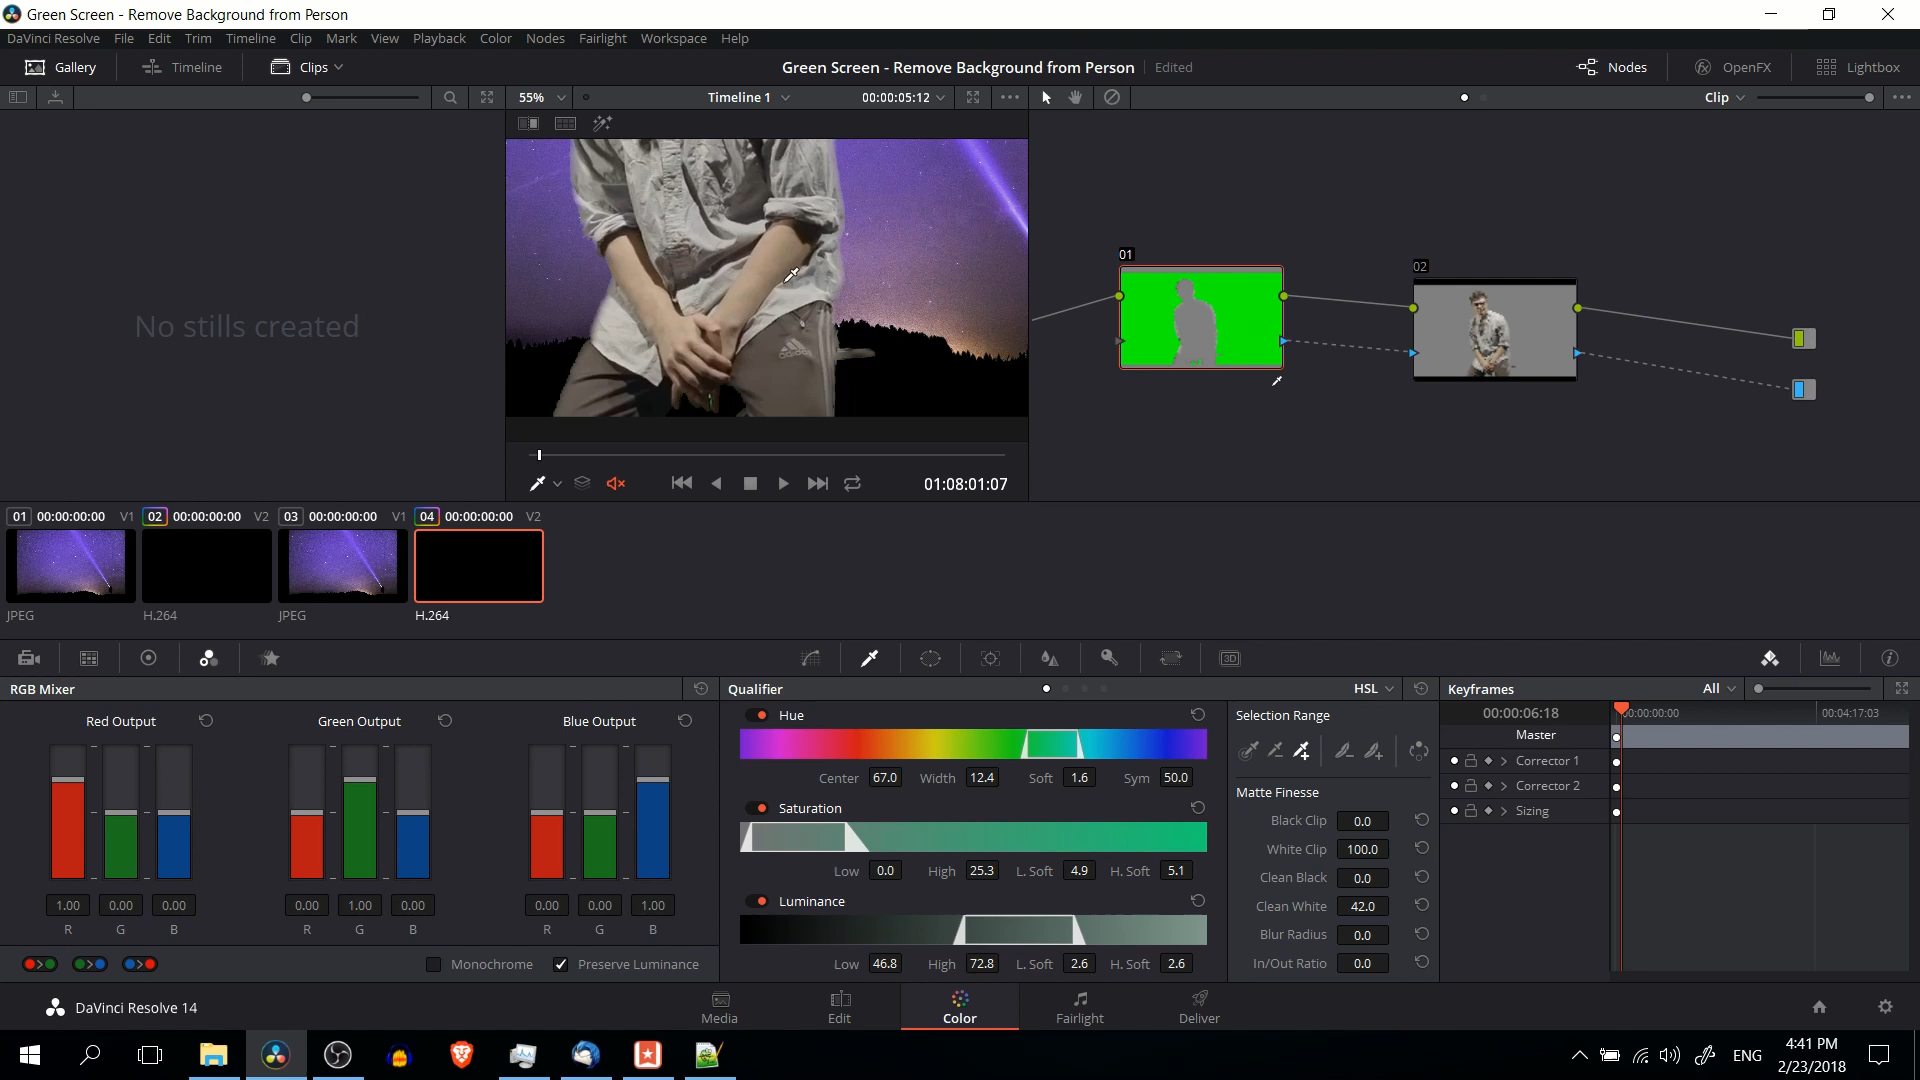 Green Screen - Remove Background from Person
DaVinci Resolve File Edit Trim Timeline Clip Mark View Playback Color Nodes Fairlight Workspace Help
Gallery Timeline Clips Green Screen - Remove Background from Person Edited Nodes OpenFX Lightbox
55% Timeline 1 00:00:05:12 Clip
No stills created
01
02
01:08:01:07
01 00:00:00:00 V1 02 00:00:00:00 V2 03 00:00:00:00 V1 04 00:00:00:00 V2
JPEG H.264 JPEG H.264
3D
RGB Mixer Qualifier HSL Keyframes All
Red Output Green Output Blue Output
Hue
Center 67.0 Width 12.4 Soft 1.6 Sym 50.0
Saturation
Low 0.0 High 25.3 L. Soft 4.9 H. Soft 5.1
Luminance
Low 46.8 High 72.8 L. Soft 2.6 H. Soft 2.6
Selection Range
Matte Finesse
Black Clip 0.0
White Clip 100.0
Clean Black 0.0
Clean White 42.0
Blur Radius 0.0
In/Out Ratio 0.0
00:00:06:18 00:00:00:00 00:04:17:03
Master
Corrector 1
Corrector 2
Sizing
1.00 0.00 0.00 0.00 1.00 0.00 0.00 0.00 1.00
R G B R G B R G B
Monochrome Preserve Luminance
DaVinci Resolve 14 Media Edit Color Fairlight Deliver
ENG 4:41 PM
2/23/2018